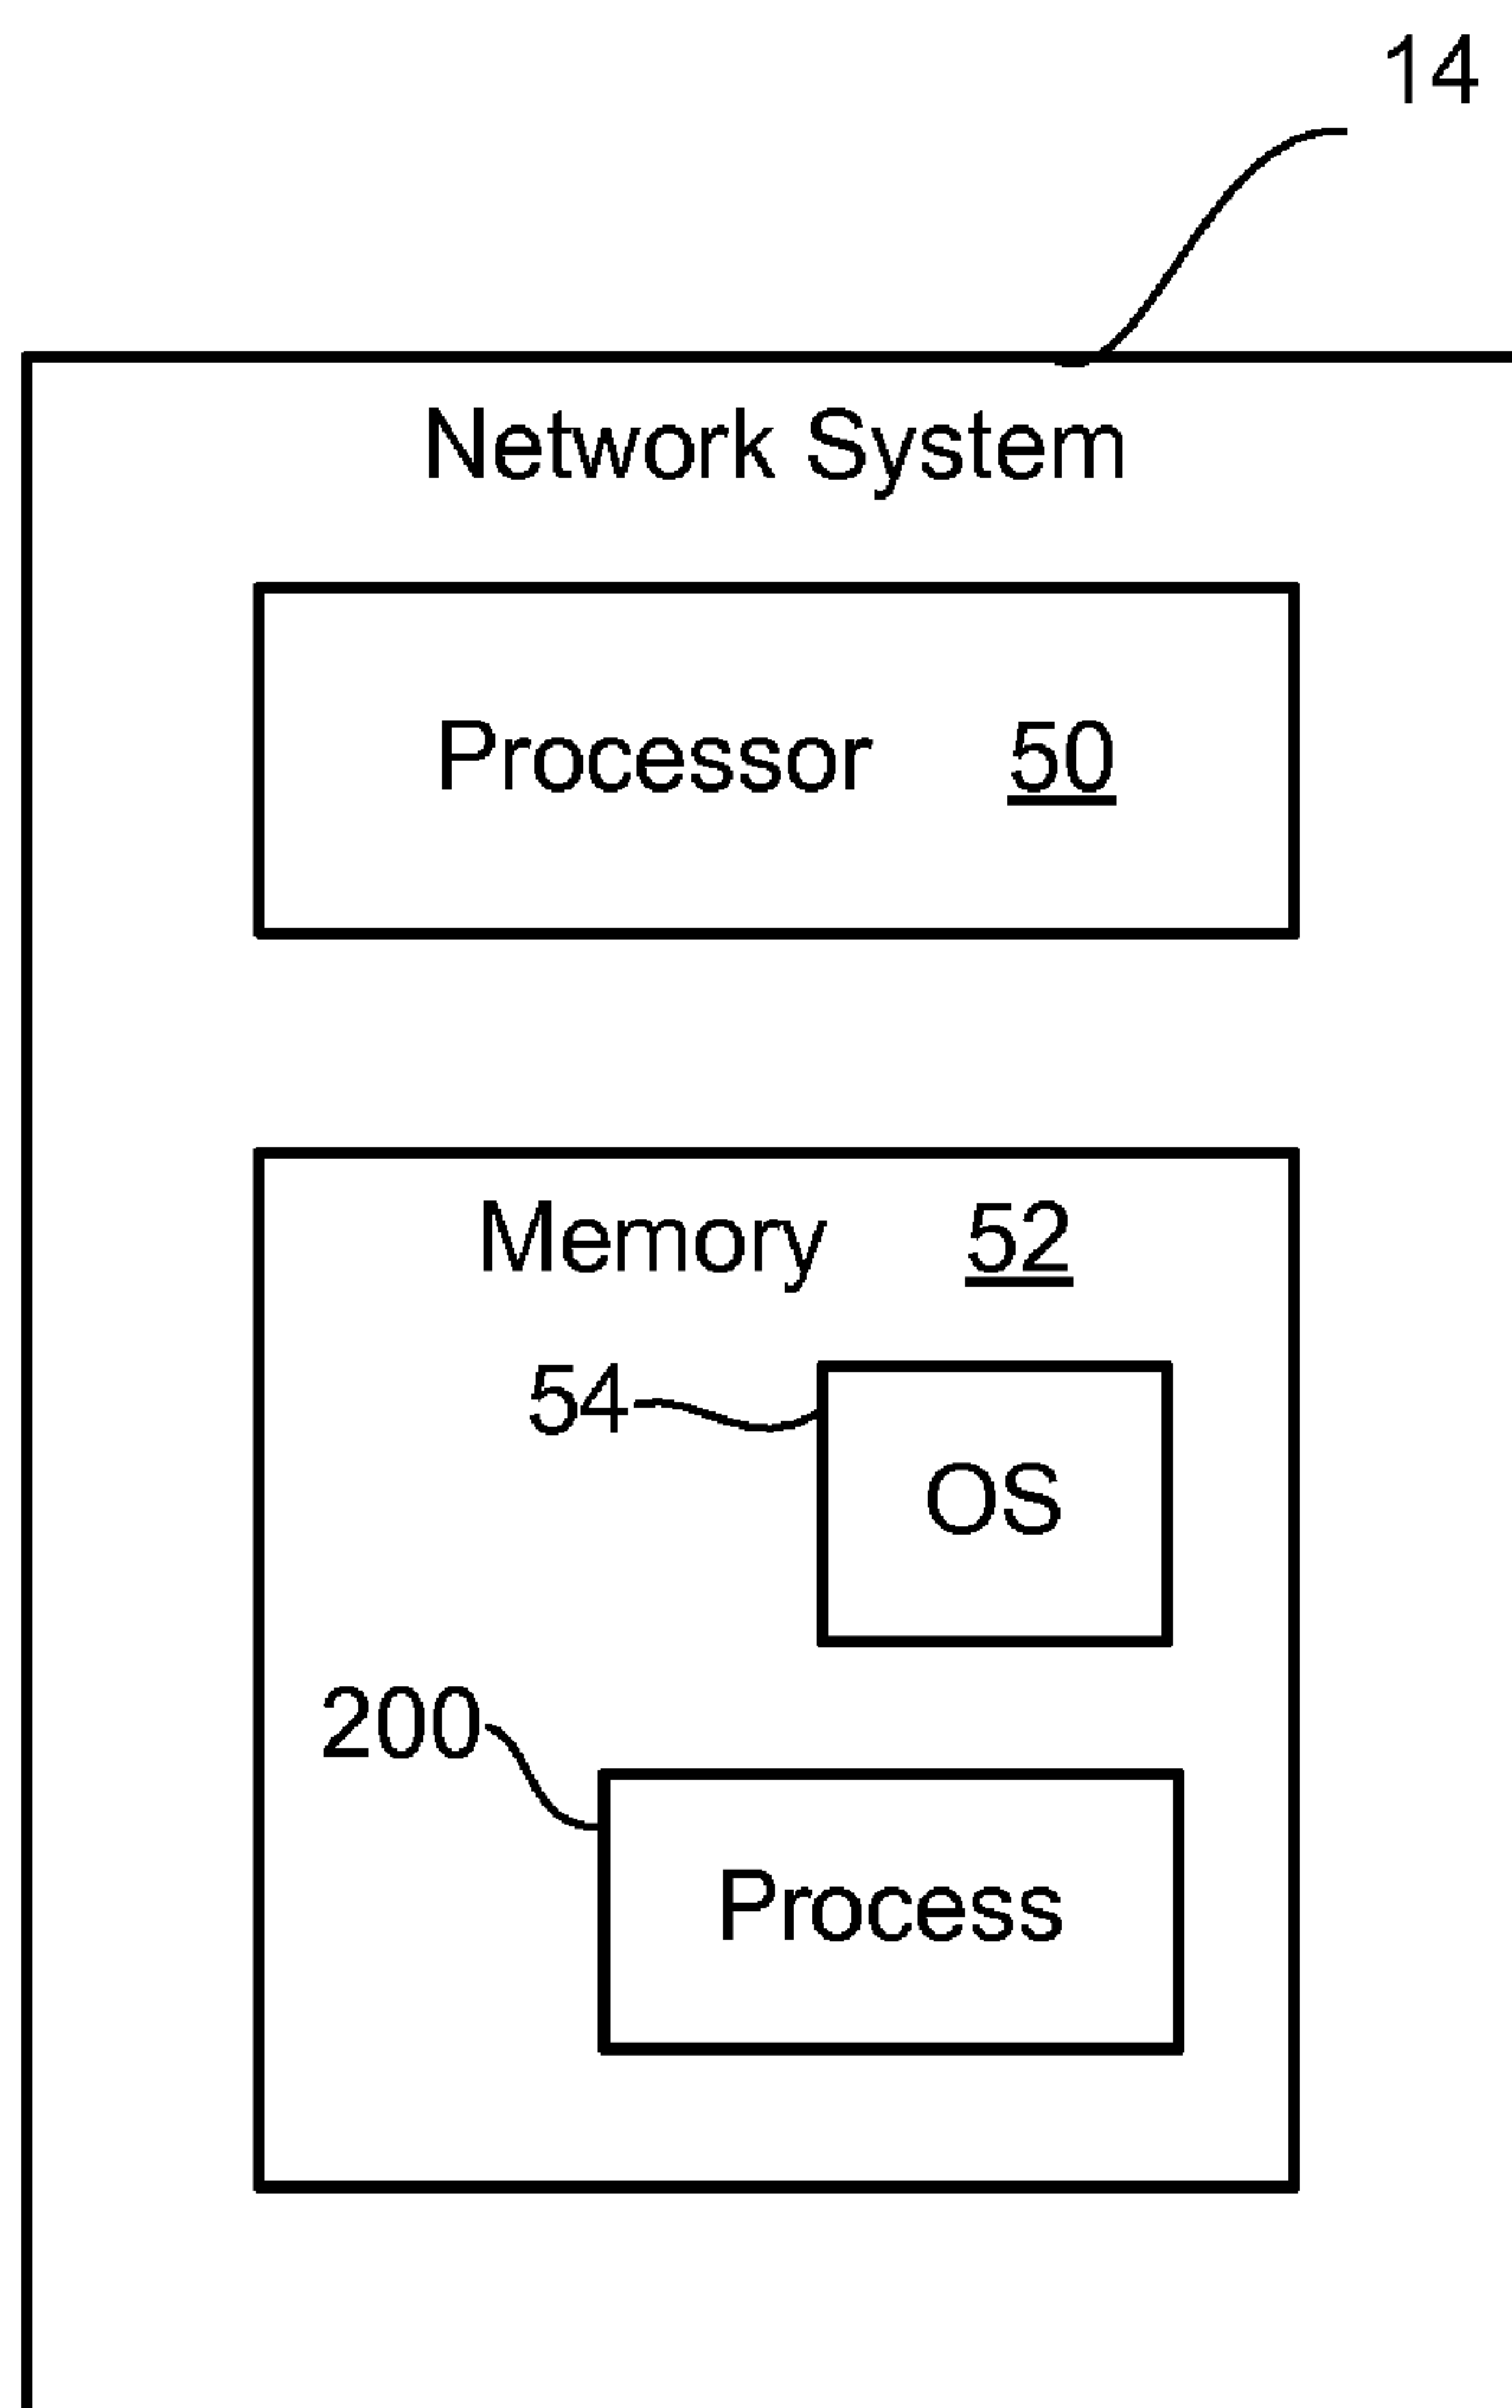 14
Network System
Processor 50
Memory 52
54
OS
200
Process